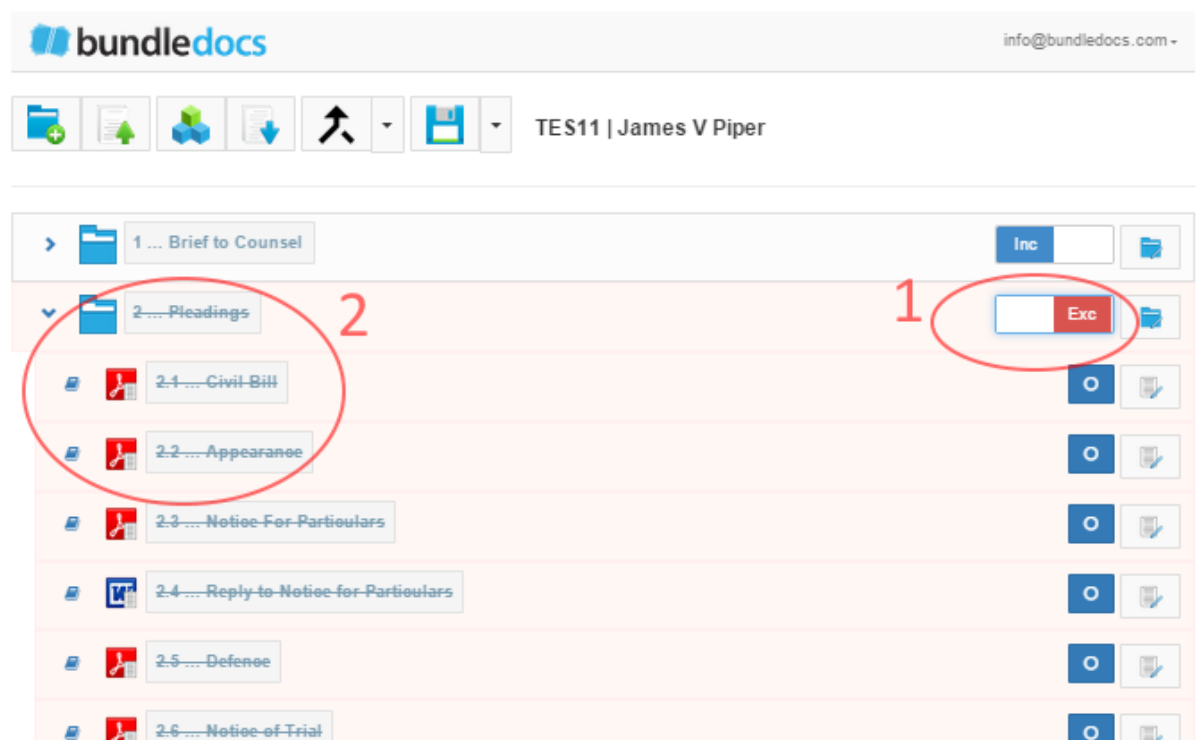 bundledocs
info@bundledocs.com
TES11 | James V Piper
1 ... Brief to Counsel
Inc
2 ... Pleadings
2
1
Exc
2.1 ... Civil Bill
O
2.2 ... Appearance
O
2.3 ... Notice For Particulars
O
2.4 ... Reply to Notice for Particulars
O
2.5 ... Defence
O
2.6 ... Notice of Trial
O